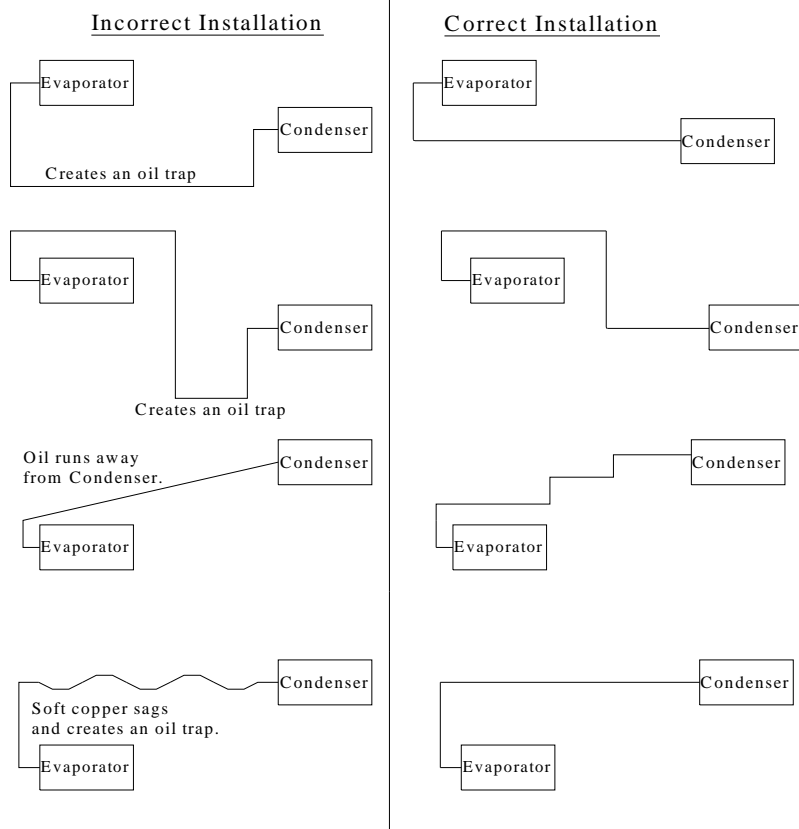 Incorrect Installation
Evaporator
Condenser
Creates an oil trap
Evaporator
Condenser
Creates an oil trap
Oil runs away
from Condenser.
Condenser
Evaporator
Condenser
Soft copper sags
and creates an oil trap.
Evaporator
Correct Installation
Evaporator
Condenser
Evaporator
Condenser
Condenser
Evaporator
Condenser
Evaporator